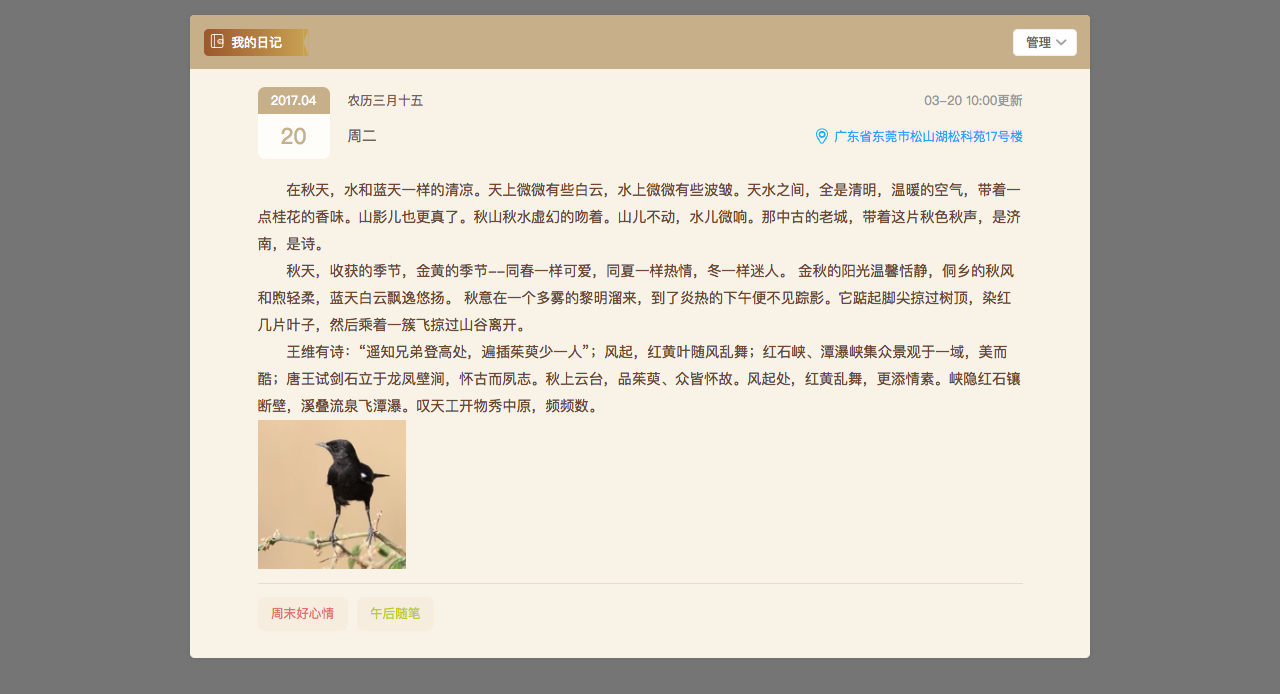 我的日记
管理
2017.04
农历三月十五
03-20 10:00更新
20
周二
广东省东莞市松山湖松科苑17号楼
在秋天，水和蓝天一样的清凉。天上微微有些白云，水上微微有些波皱。天水之间，全是清明，温暖的空气，带着一
点桂花的香味。山影儿也更真了。秋山秋水虚幻的吻着。山儿不动，水儿微响。那中古的老城，带着这片秋色秋声，是济
南，是诗。
秋天，收获的季节，金黄的季节--同春一样可爱，同夏一样热情，冬一样迷人。 金秋的阳光温馨恬静，侗乡的秋风
和煦轻柔，蓝天白云飘逸悠扬。 秋意在一个多雾的黎明溜来，到了炎热的下午便不见踪影。它踮起脚尖掠过树顶，染红
几片叶子，然后乘着一簇飞掠过山谷离开。
王维有诗：“遥知兄弟登高处，遍插茱萸少一人”；风起，红黄叶随风乱舞；红石峡、潭瀑峡集众景观于一域，美而
酷；唐王试剑石立于龙凤壁涧，怀古而夙志。秋上云台，品茱萸、众皆怀故。风起处，红黄乱舞，更添情素。峡隐红石镶
断壁，溪叠流泉飞潭瀑。叹天工开物秀中原，频频数。
周末好心情
午后随笔